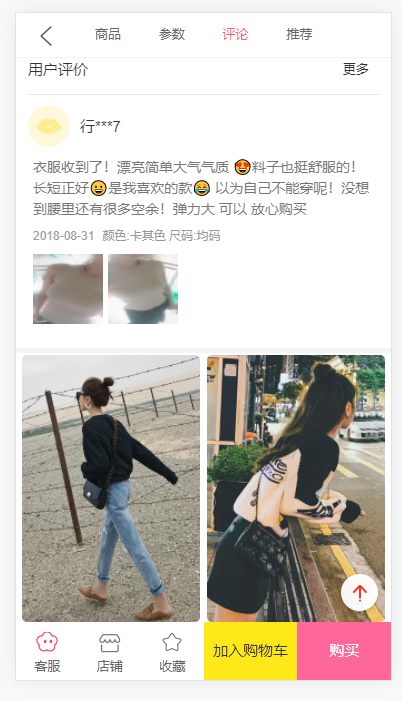 商品 参数 评论 推荐
用户评价 更多
行***7
衣服收到了！漂亮简单大气气质 😍料子也挺舒服的！
长短正好😀是我喜欢的款😂 以为自己不能穿呢！没想
到腰里还有很多空余！弹力大 可以 放心购买
2018-08-31 颜色:卡其色 尺码:均码
客服 店铺 收藏 加入购物车 购买